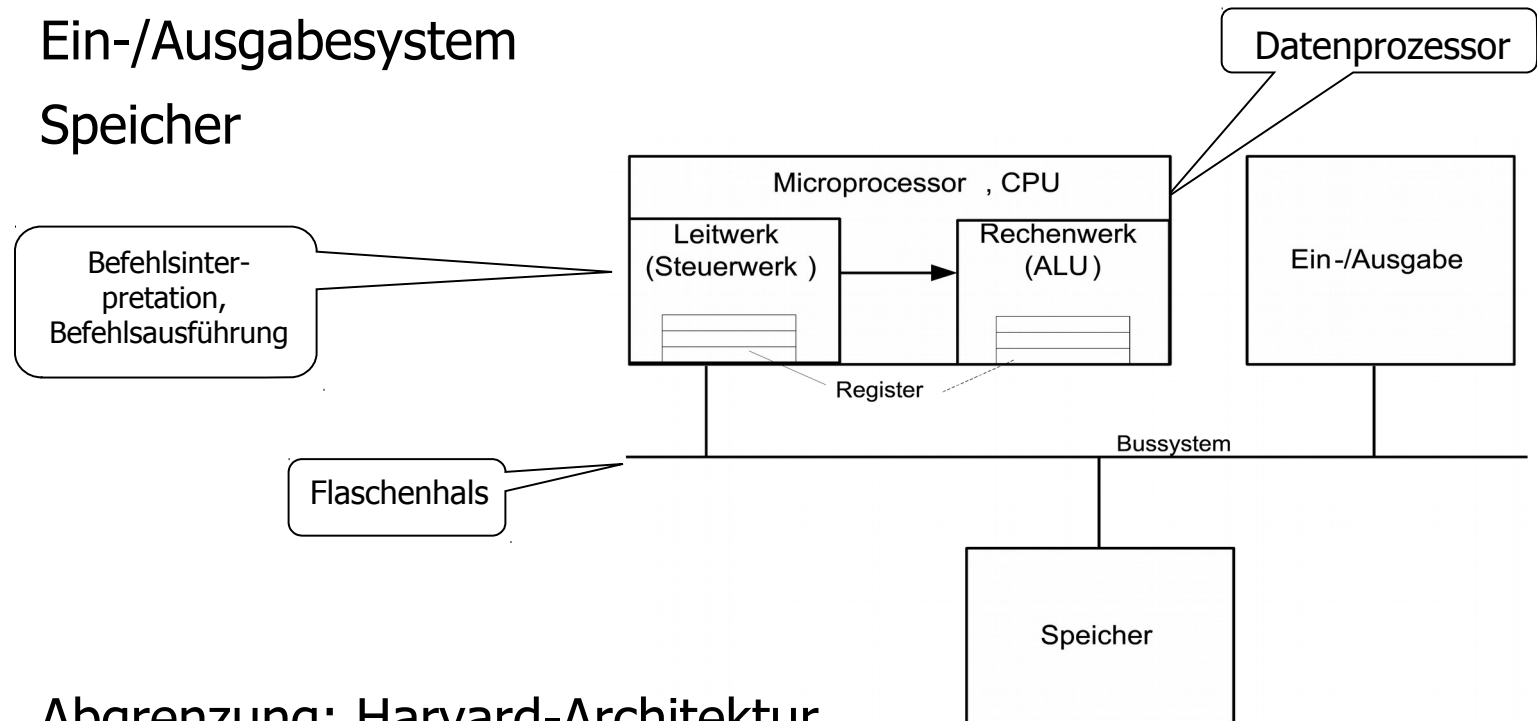 Ein-/Ausgabesystem
Speicher
Datenprozessor
Microprocessor , CPU
Leitwerk
(Steuerwerk )
Rechenwerk
(ALU)
Ein-/Ausgabe
Befehlsinter-
pretation,
Befehlsausführung
Register
Bussystem
Flaschenhals
Speicher
Abgrenzung: Harvard-Architektur